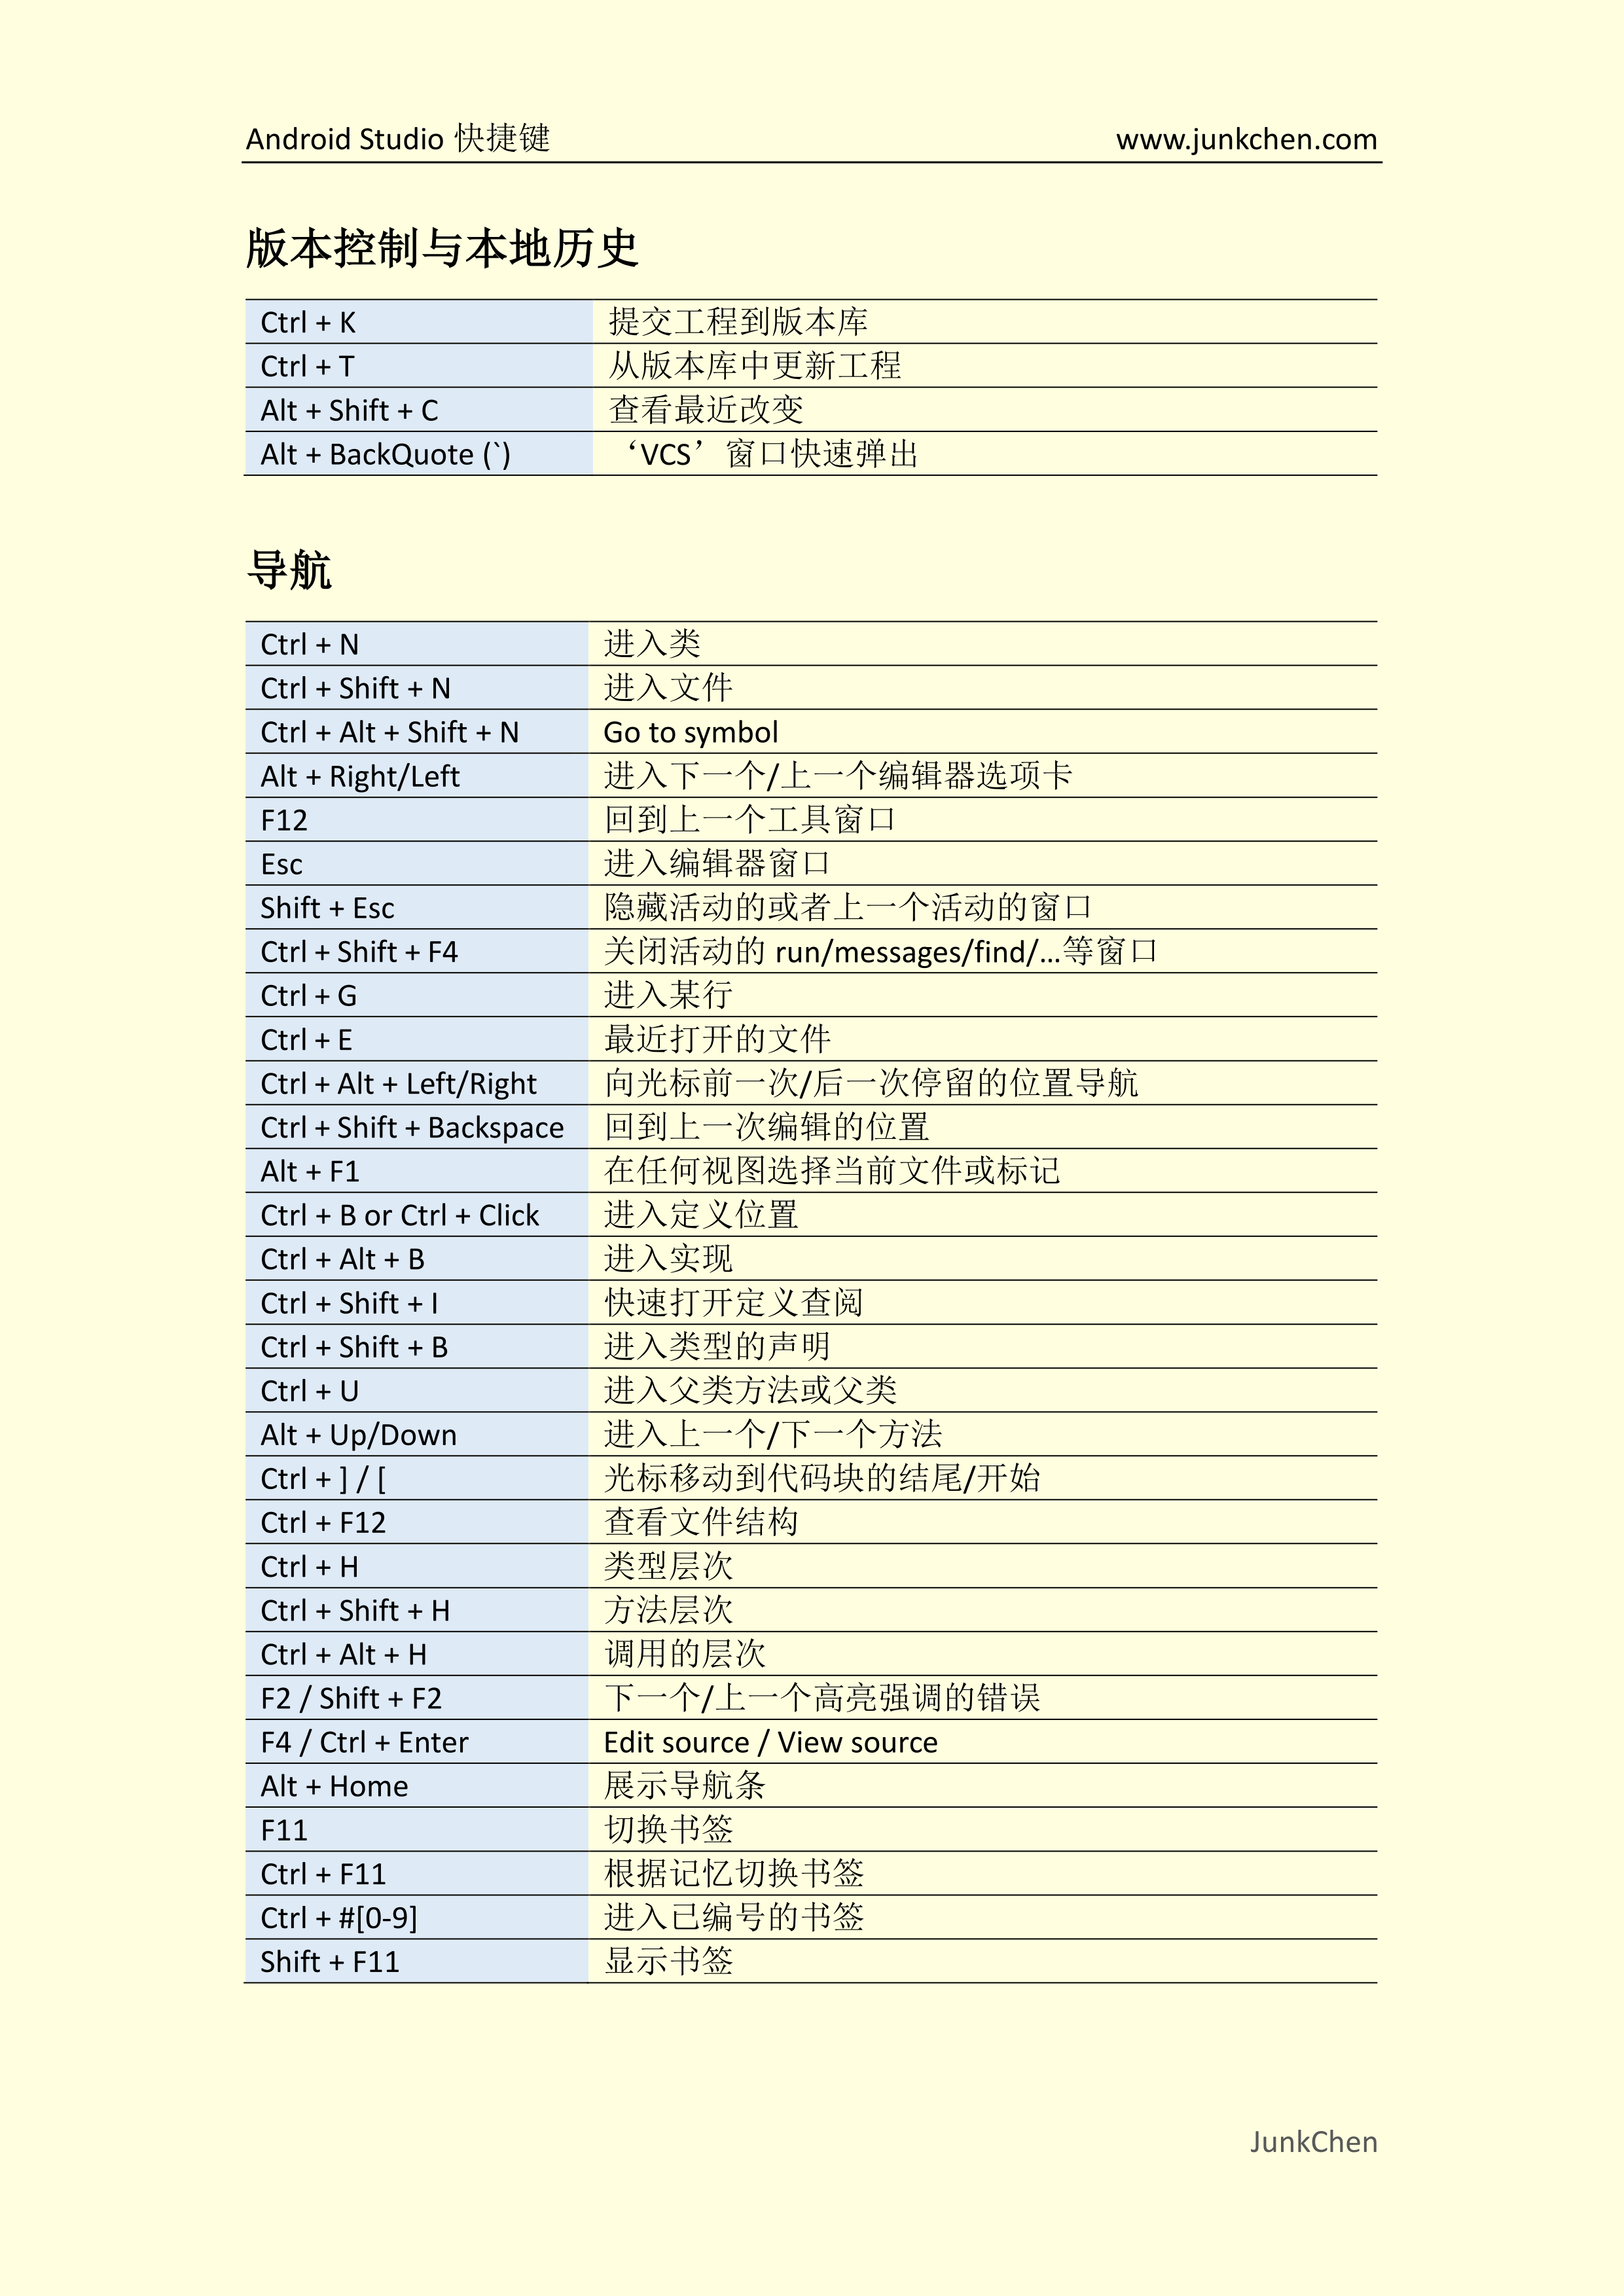 Android Studio 快捷键 www.junkchen.com
版本控制与本地历史
Ctrl + K 提交工程到版本库
Ctrl + T 从版本库中更新工程
Alt + Shift + C 查看最近改变
Alt + BackQuote (`) ‘VCS’窗口快速弹出
导航
Ctrl + N 进入类
Ctrl + Shift + N 进入文件
Ctrl + Alt + Shift + N Go to symbol
Alt + Right/Left 进入下一个/上一个编辑器选项卡
F12 回到上一个工具窗口
Esc 进入编辑器窗口
Shift + Esc 隐藏活动的或者上一个活动的窗口
Ctrl + Shift + F4 关闭活动的 run/messages/find/...等窗口
Ctrl + G 进入某行
Ctrl + E 最近打开的文件
Ctrl + Alt + Left/Right 向光标前一次/后一次停留的位置导航
Ctrl + Shift + Backspace 回到上一次编辑的位置
Alt + F1 在任何视图选择当前文件或标记
Ctrl + B or Ctrl + Click 进入定义位置
Ctrl + Alt + B 进入实现
Ctrl + Shift + I 快速打开定义查阅
Ctrl + Shift + B 进入类型的声明
Ctrl + U 进入父类方法或父类
Alt + Up/Down 进入上一个/下一个方法
Ctrl + ] / [ 光标移动到代码块的结尾/开始
Ctrl + F12 查看文件结构
Ctrl + H 类型层次
Ctrl + Shift + H 方法层次
Ctrl + Alt + H 调用的层次
F2 / Shift + F2 下一个/上一个高亮强调的错误
F4 / Ctrl + Enter Edit source / View source
Alt + Home 展示导航条
F11 切换书签
Ctrl + F11 根据记忆切换书签
Ctrl + #[0-9] 进入已编号的书签
Shift + F11 显示书签
JunkChen